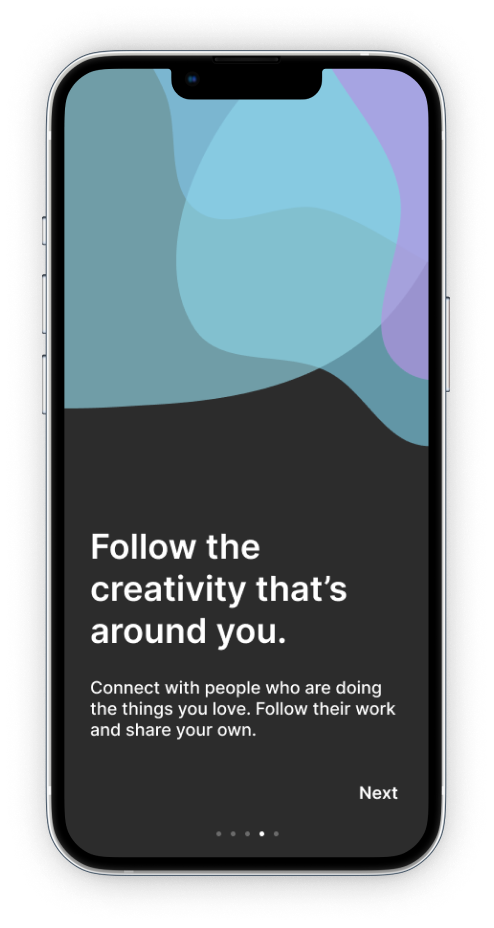 Follow the
creativity that’s
around you.
Connect with people who are doing
the things you love. Follow their work
and share your own.
Next